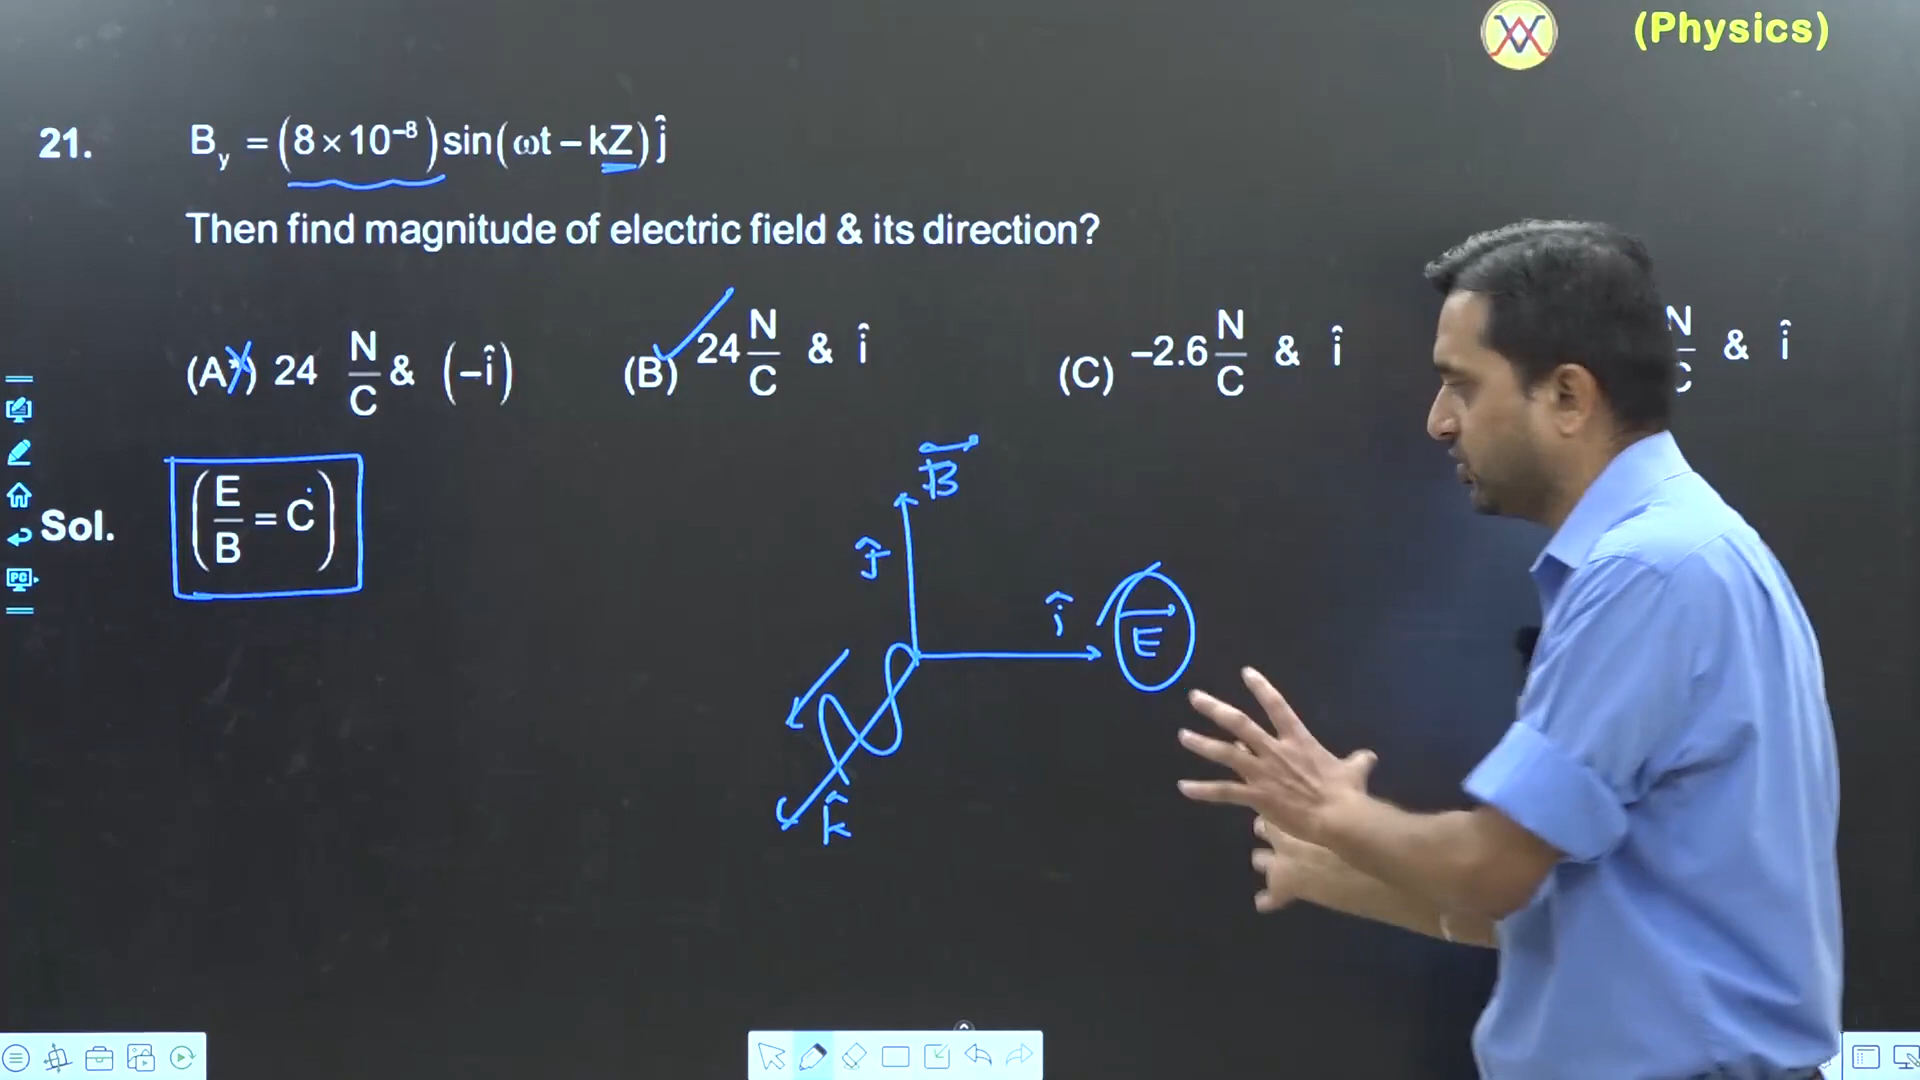 (Physics)
21. B_y = (8×10⁻⁸) sin(ωt − kZ) ĵ
Then find magnitude of electric field & its direction?
(A*) 24 N/C & (−î) (B) 24 N/C & î (C) −2.6 N/C & î N/C & î
Sol. (E/B = C)
B⃗
ĵ
î
E⃗
k̂
PC